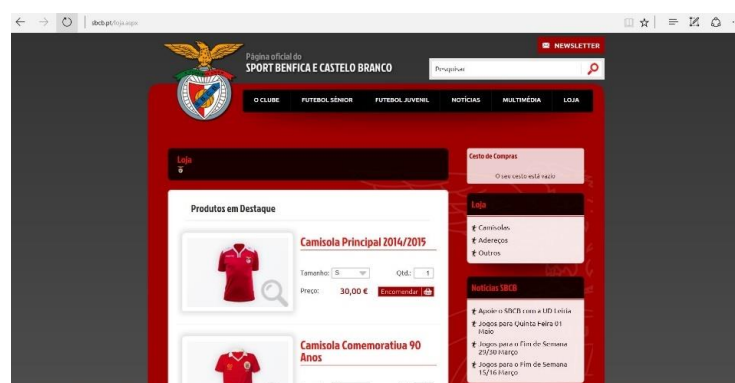 sbcb.pt/loja.aspx
NEWSLETTER
Página oficial do
SPORT BENFICA E CASTELO BRANCO
Pesquisar
O CLUBE FUTEBOL SÉNIOR FUTEBOL JUVENIL NOTÍCIAS MULTIMÉDIA LOJA
Loja
Produtos em Destaque
Camisola Principal 2014/2015
Tamanho: S Qtd.: 1
Preço: 30,00 € Encomendar
Camisola Comemorativa 90
Anos
Cesto de Compras
O seu cesto está vazio
Loja
Camisolas
Adereços
Outros
Notícias SBCB
Apoie o SBCB com a UD Leiria
Jogos para Quinta Feira 01
Maio
Jogos para o Fim de Semana
29/30 Março
Jogos para o Fim de Semana
15/16 Março